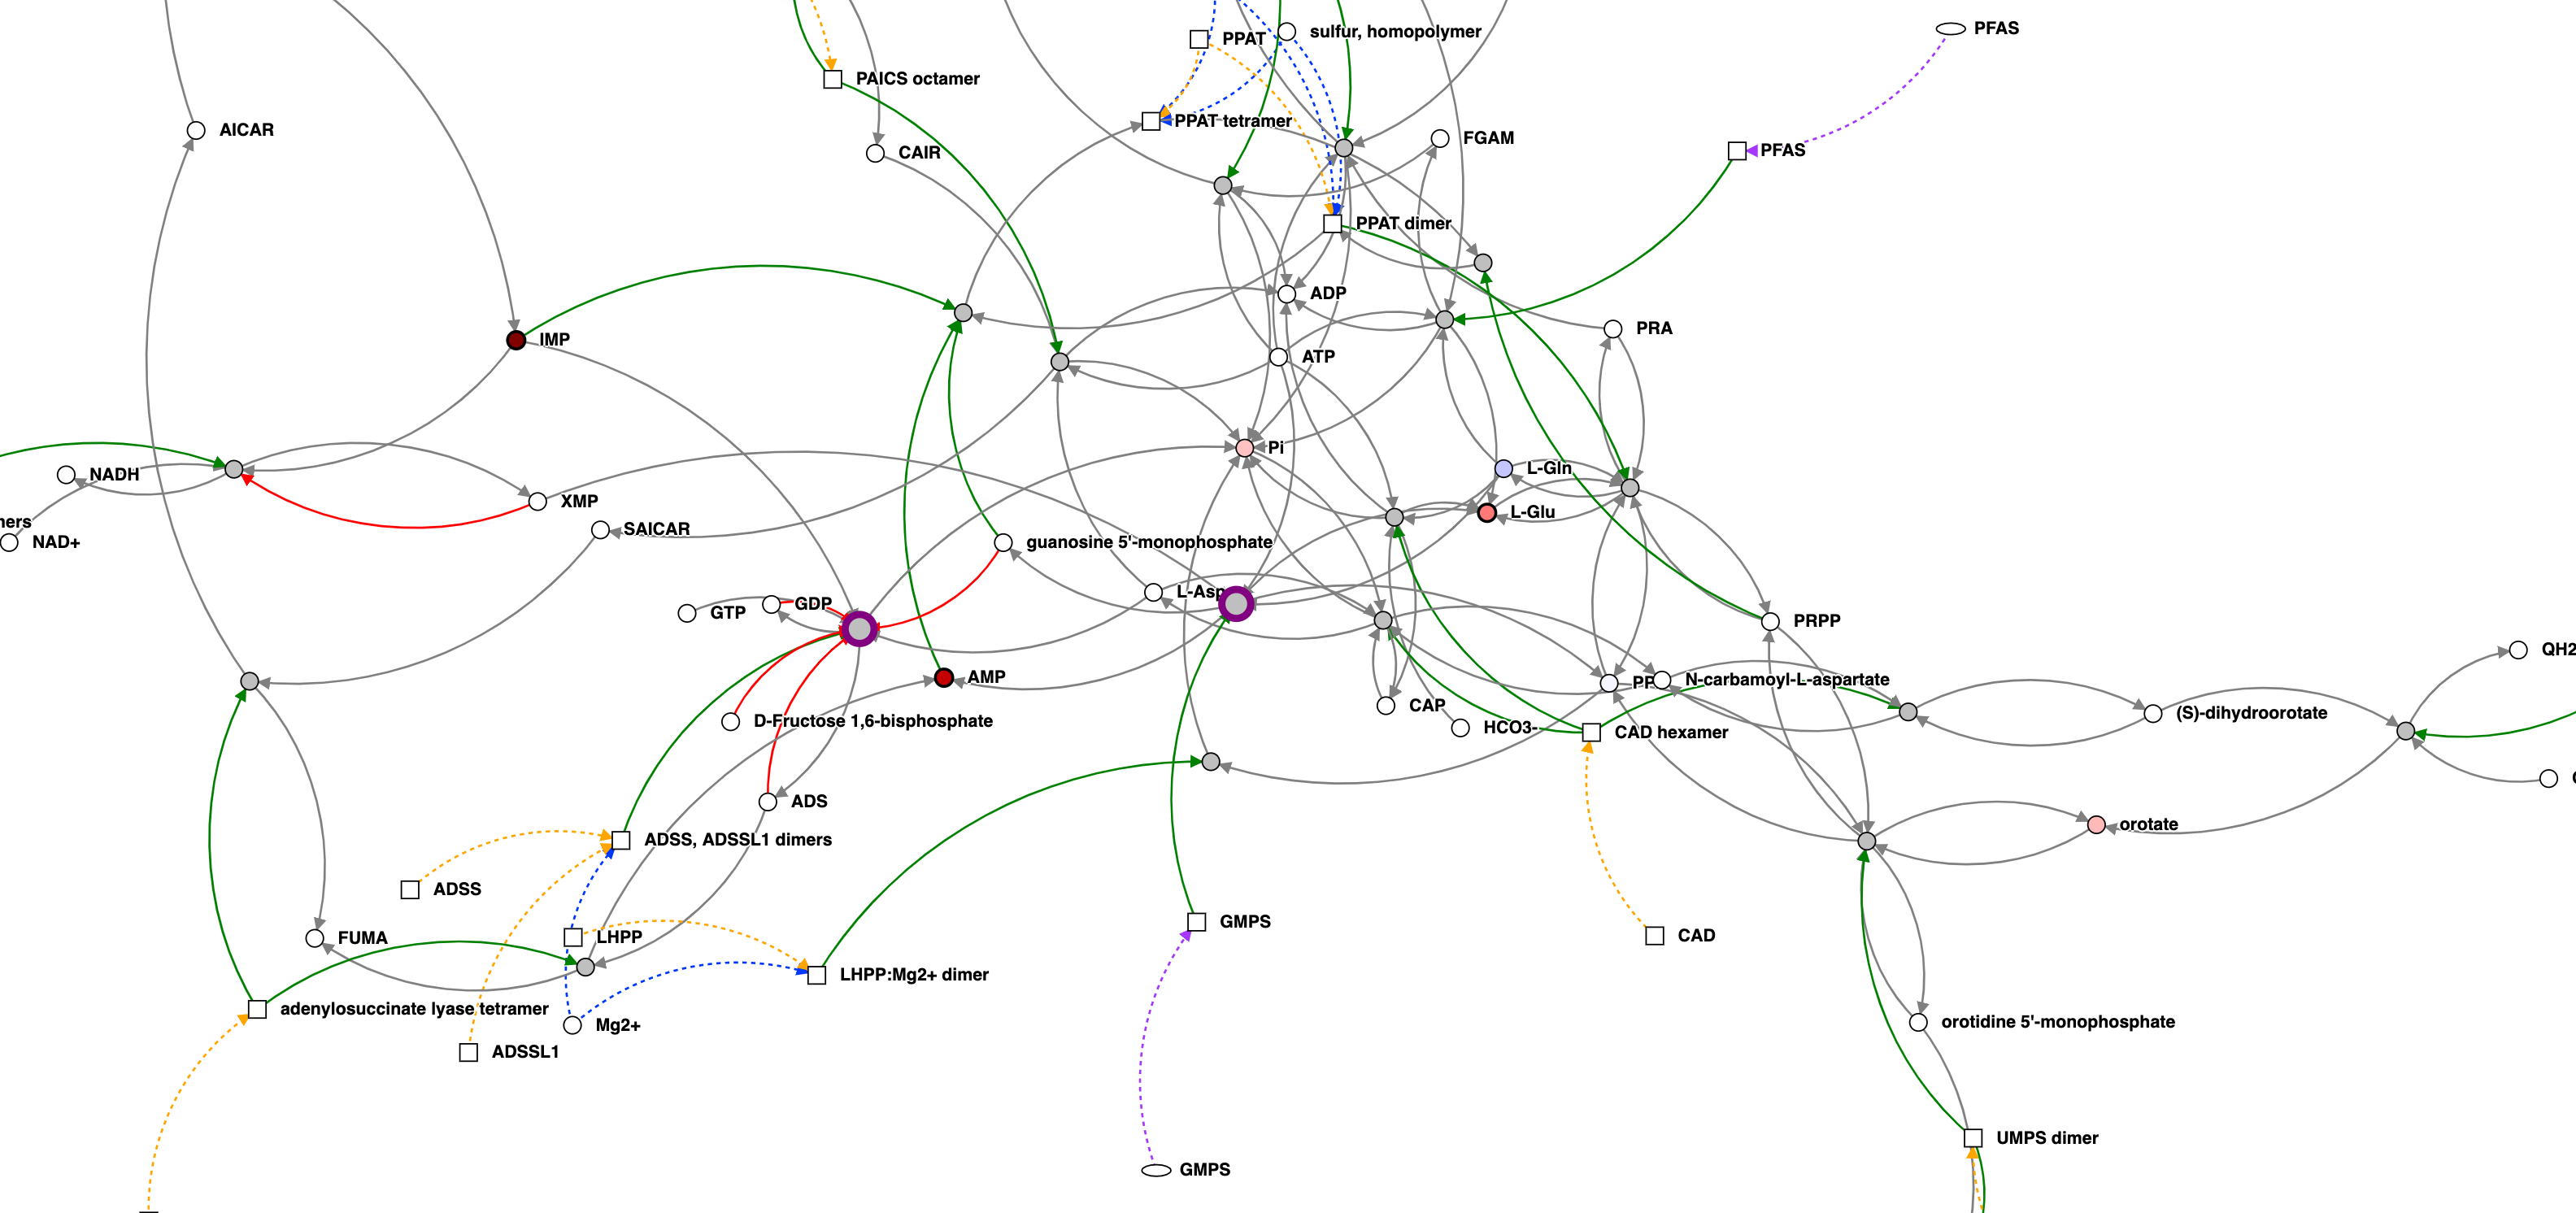 PFAS
sulfur, homopolymer
PPAT
PAICS octamer
PPAT tetramer
AICAR
FGAM
CAIR
PFAS
PPAT dimer
ADP
PRA
IMP
ATP
Pi
L-Gln
NADH
XMP
L-Glu
SAICAR
NAD+
guanosine 5'-monophosphate
L-Asp
GDP
GTP
PRPP
QH2
AMP
N-carbamoyl-L-aspartate
CAP
(S)-dihydroorotate
D-Fructose 1,6-bisphosphate
HCO3-
CAD hexamer
ADS
orotate
ADSS, ADSSL1 dimers
ADSS
GMPS
CAD
LHPP
FUMA
LHPP:Mg2+ dimer
adenylosuccinate lyase tetramer
orotidine 5'-monophosphate
Mg2+
ADSSL1
UMPS dimer
GMPS